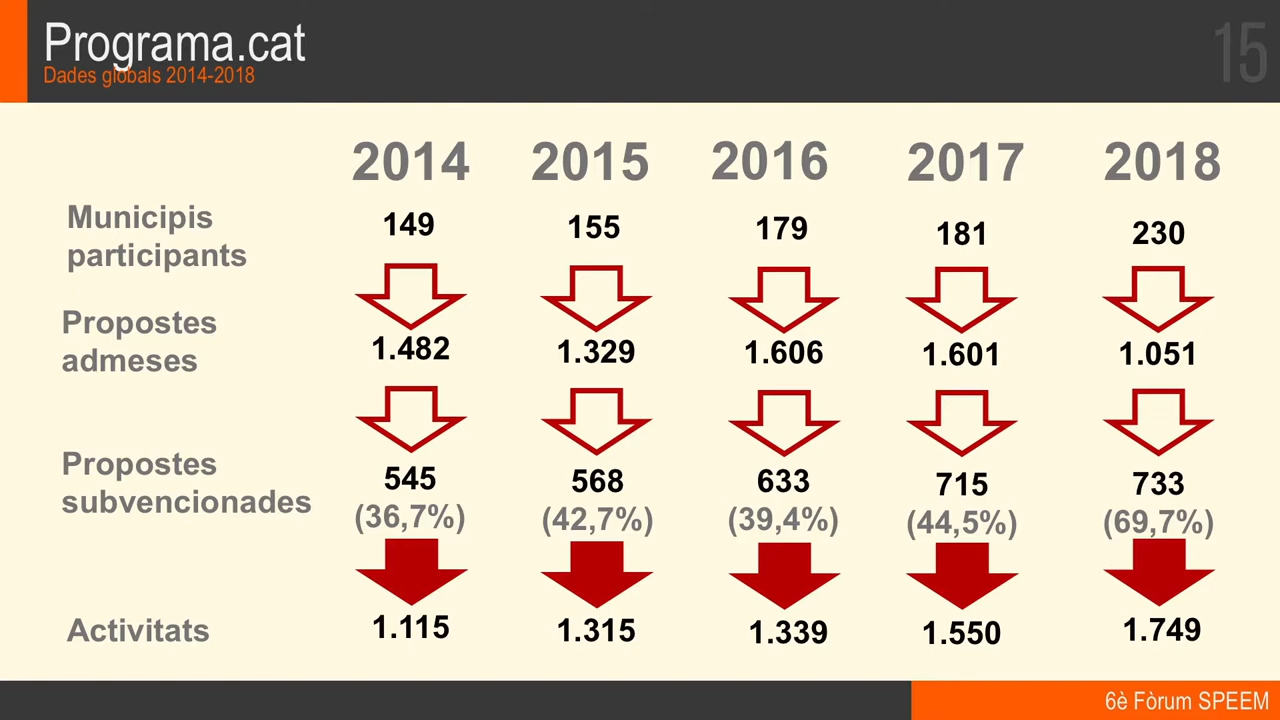 Programa.cat
Dades globals 2014-2018
15
2014 2015 2016 2017 2018
Municipis
participants
149 155 179 181 230
Propostes
admeses
1.482 1.329 1.606 1.601 1.051
Propostes
subvencionades
545 568 633 715 733
(36,7%) (42,7%) (39,4%) (44,5%) (69,7%)
Activitats 1.115 1.315 1.339 1.550 1.749
6è Fòrum SPEEM